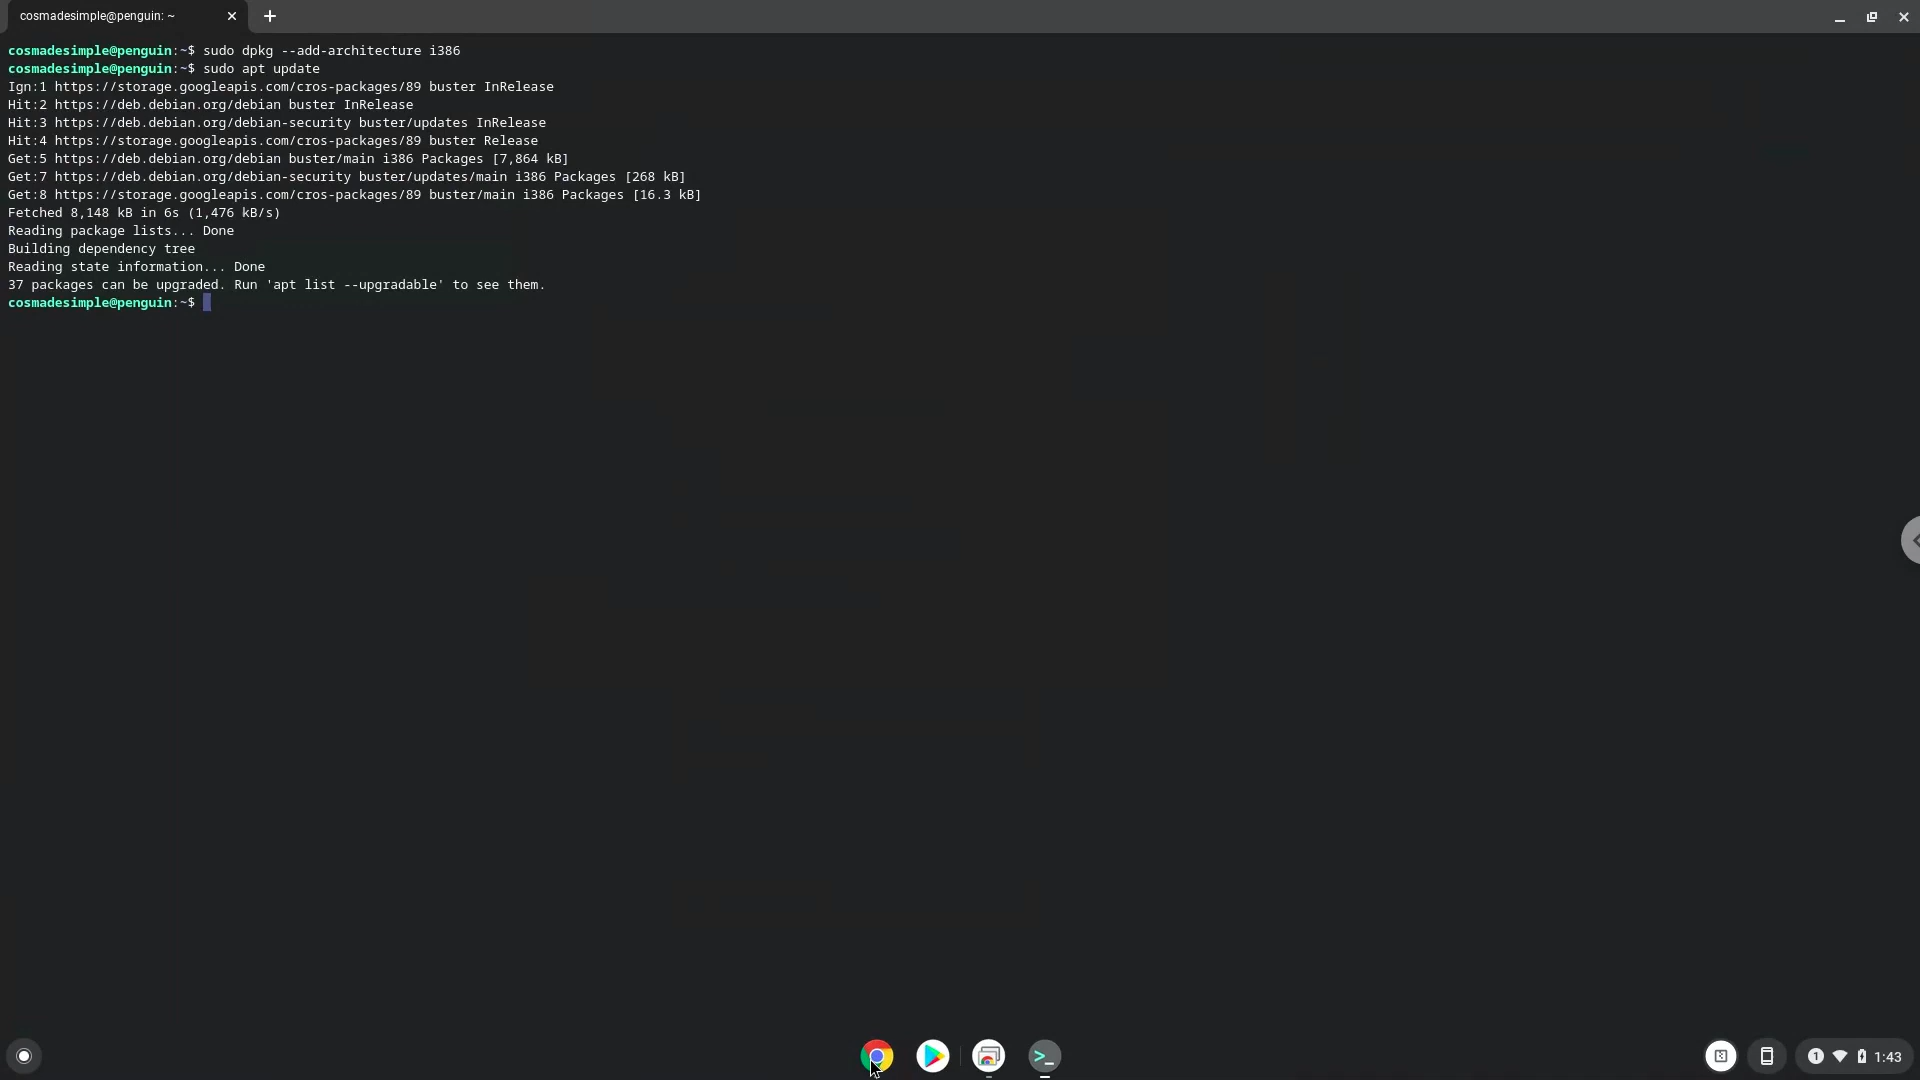 cosmadesimple@penguin: ~
cosmadesimple@penguin:~$ sudo dpkg --add-architecture i386
cosmadesimple@penguin:~$ sudo apt update
Ign:1 https://storage.googleapis.com/cros-packages/89 buster InRelease
Hit:2 https://deb.debian.org/debian buster InRelease
Hit:3 https://deb.debian.org/debian-security buster/updates InRelease
Hit:4 https://storage.googleapis.com/cros-packages/89 buster Release
Get:5 https://deb.debian.org/debian buster/main i386 Packages [7,864 kB]
Get:7 https://deb.debian.org/debian-security buster/updates/main i386 Packages [268 kB]
Get:8 https://storage.googleapis.com/cros-packages/89 buster/main i386 Packages [16.3 kB]
Fetched 8,148 kB in 6s (1,476 kB/s)
Reading package lists... Done
Building dependency tree
Reading state information... Done
37 packages can be upgraded. Run 'apt list --upgradable' to see them.
cosmadesimple@penguin:~$
1 1:43